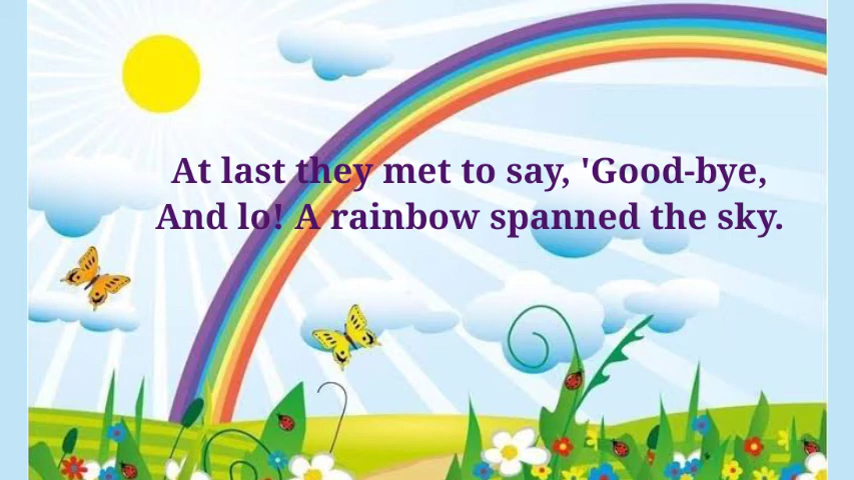 At last they met to say, 'Good-bye,
And lo! A rainbow spanned the sky.